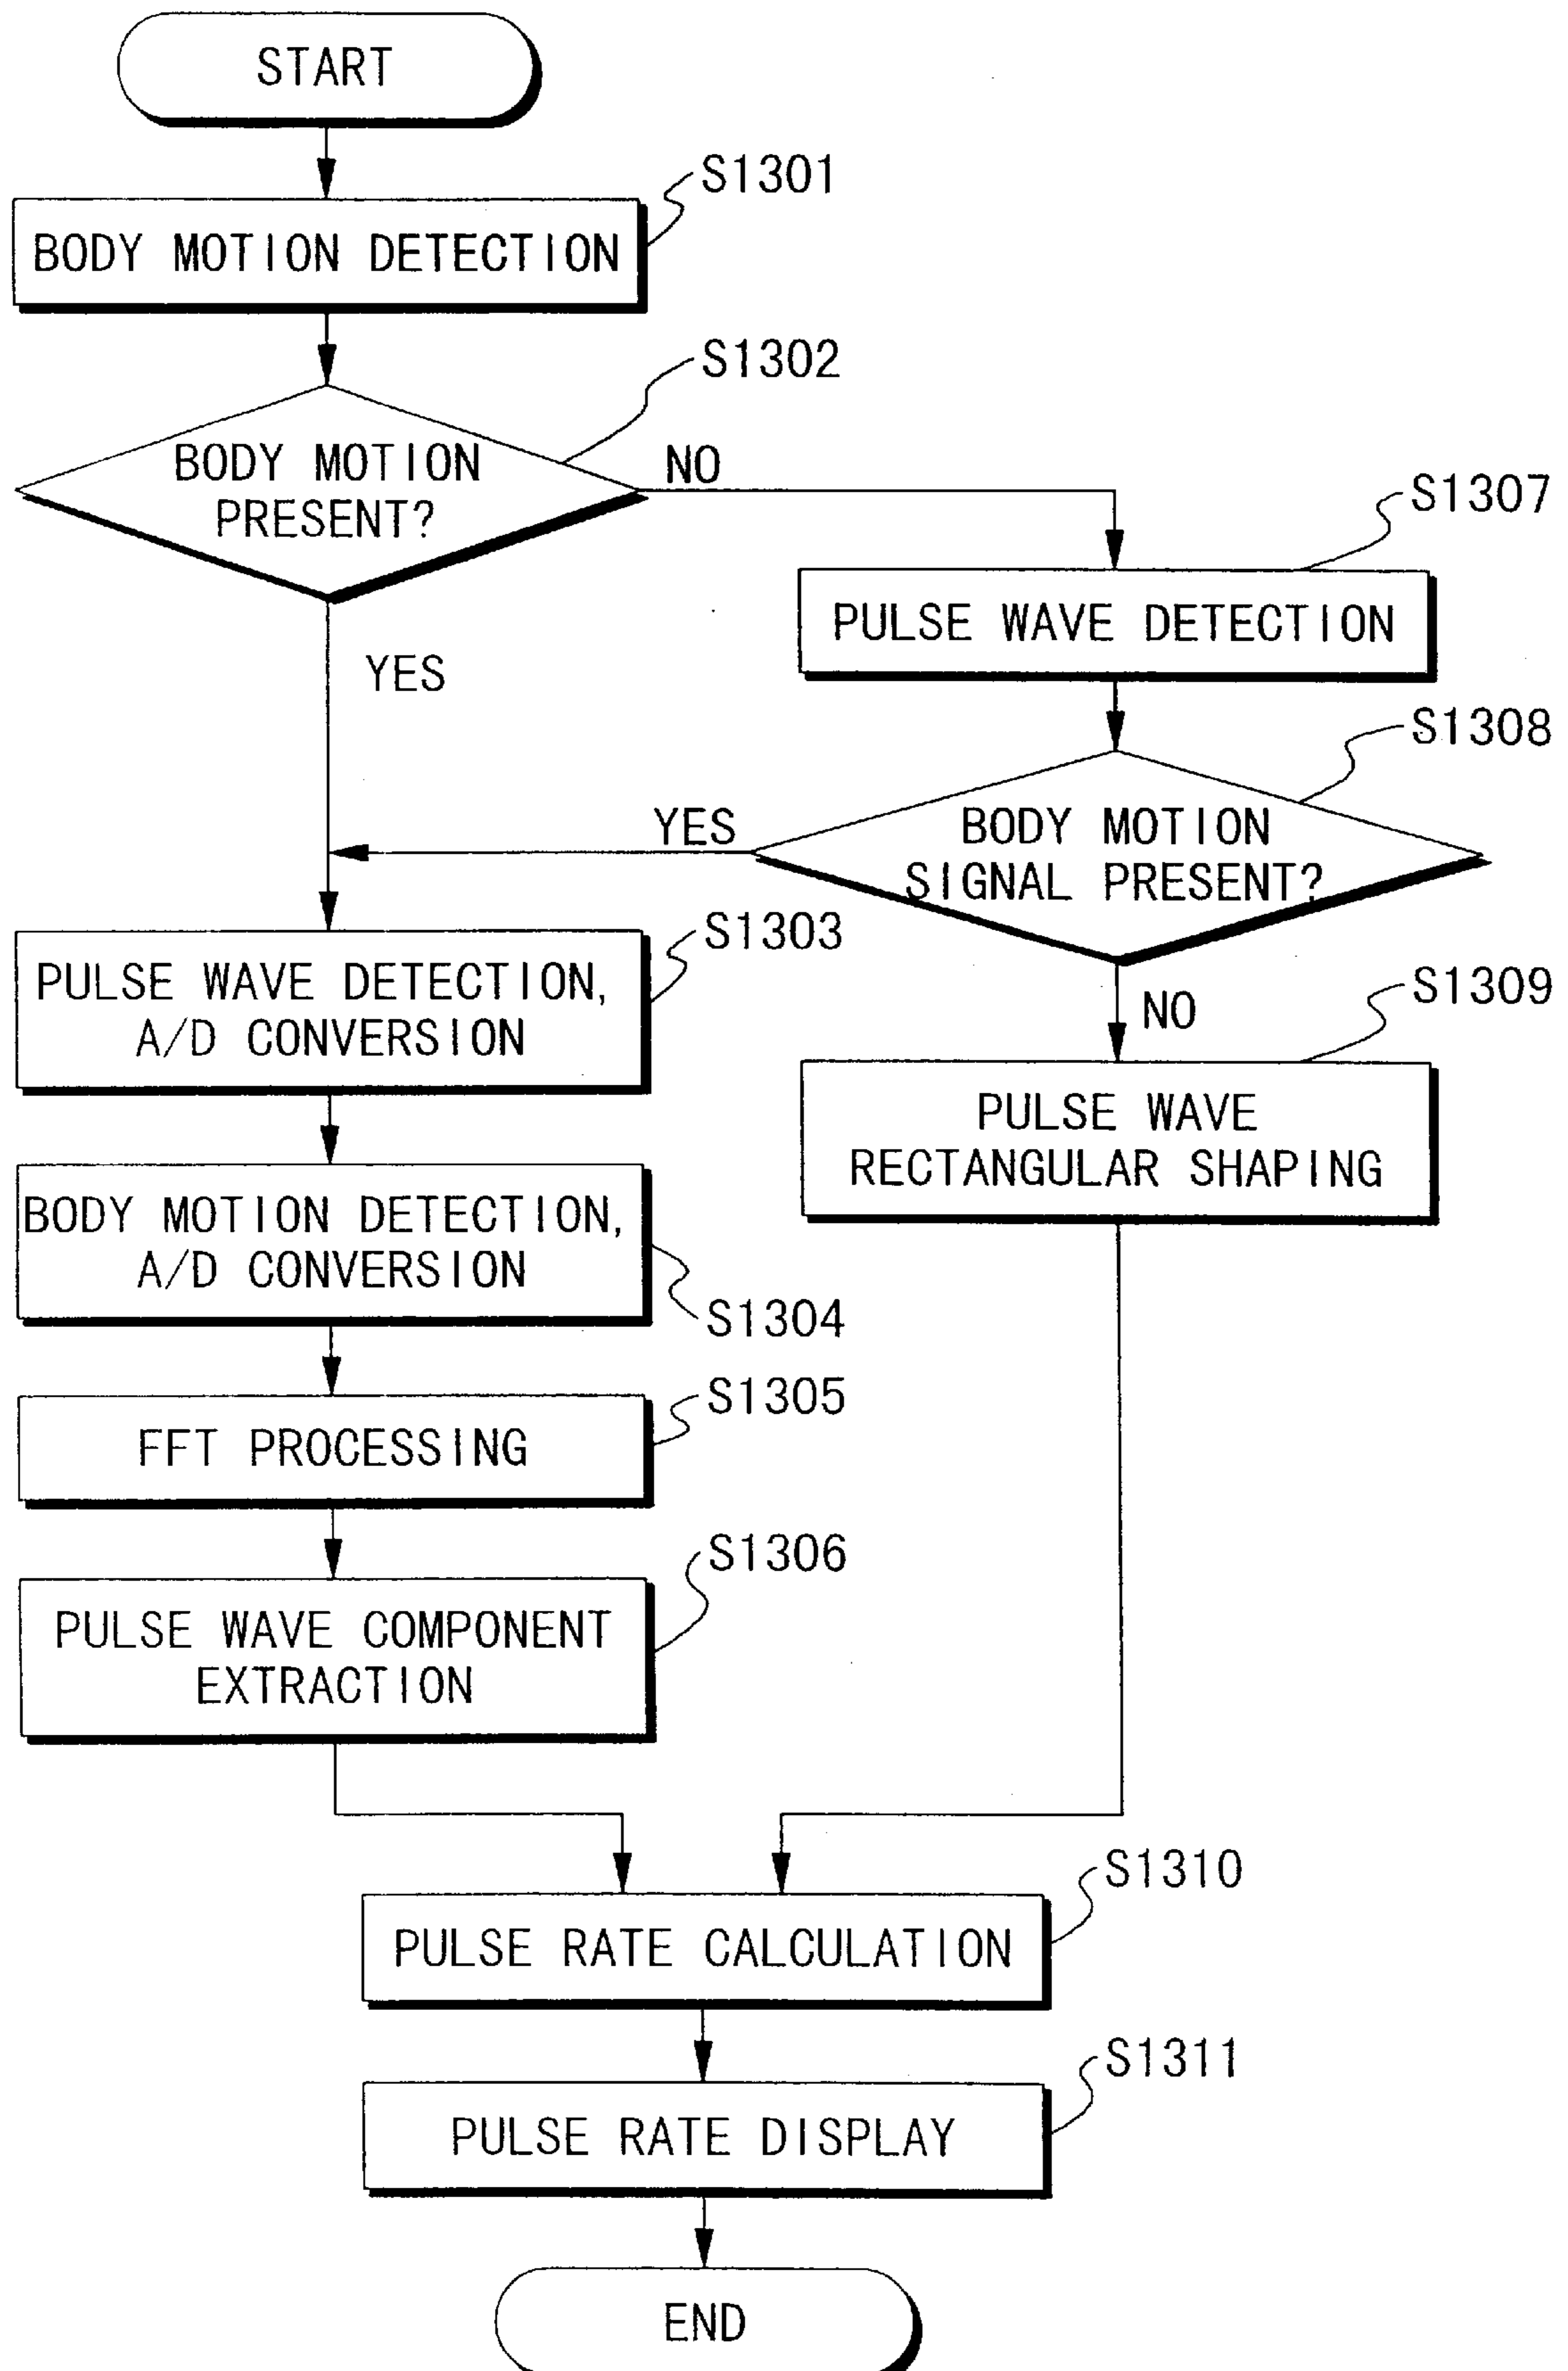 START
S1301
BODY MOTION DETECTION
S1302
BODY MOTION
PRESENT?
NO
YES
S1307
PULSE WAVE DETECTION
S1308
BODY MOTION
SIGNAL PRESENT?
YES
NO
S1303
PULSE WAVE DETECTION,
A/D CONVERSION
S1309
PULSE WAVE
RECTANGULAR SHAPING
BODY MOTION DETECTION,
A/D CONVERSION
S1304
S1305
FFT PROCESSING
S1306
PULSE WAVE COMPONENT
EXTRACTION
S1310
PULSE RATE CALCULATION
S1311
PULSE RATE DISPLAY
END